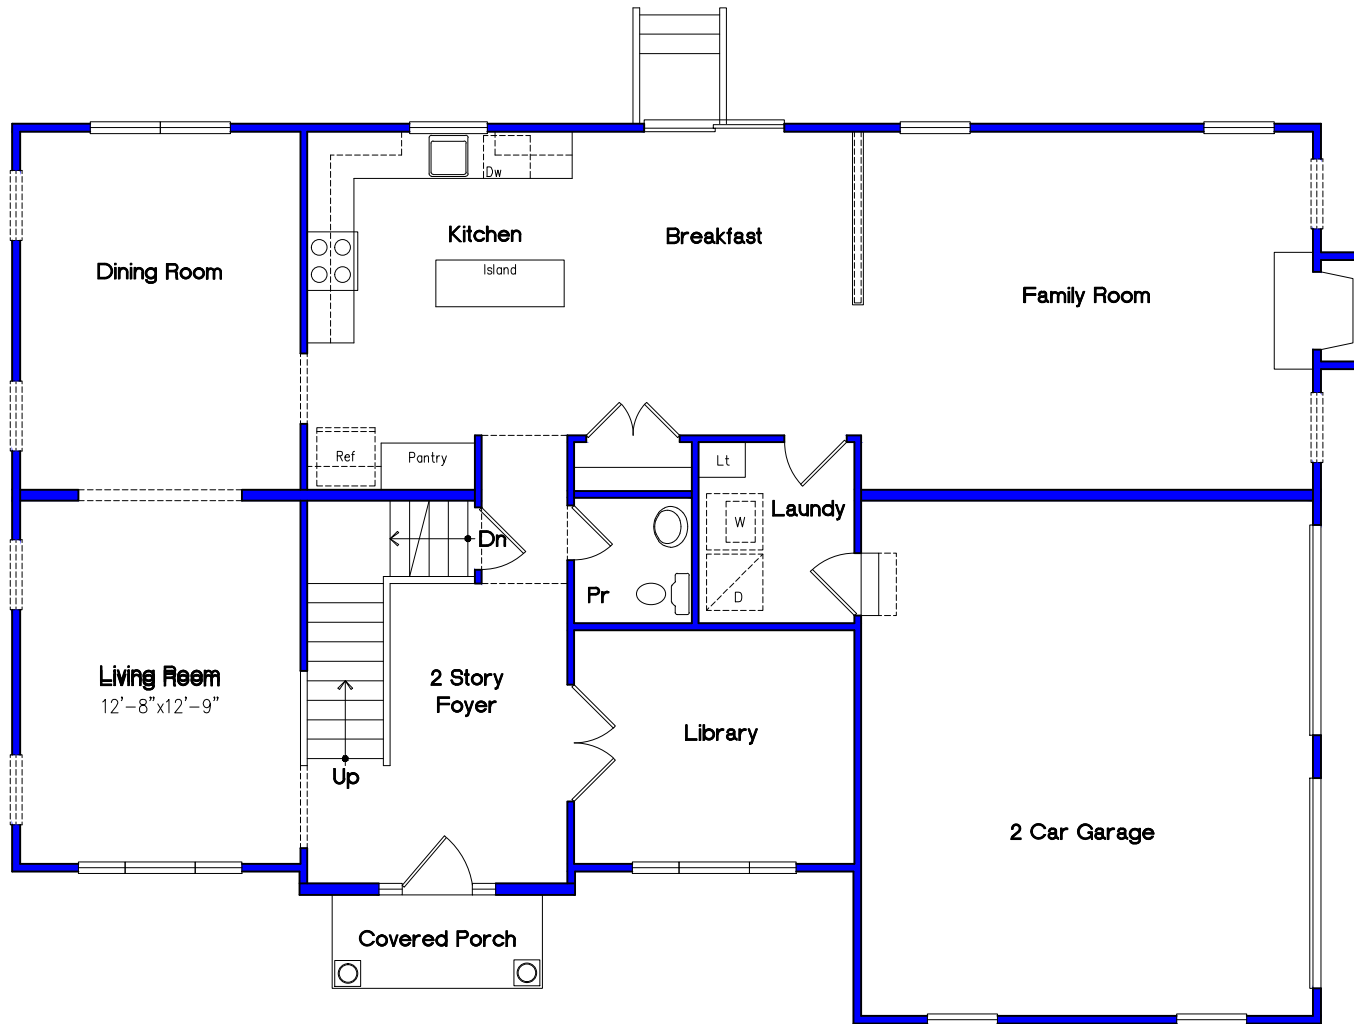 Dw
Kitchen
Breakfast
Island
Dining Room
Family Room
Ref
Pantry
Lt
Laundy
W
Dn
D
Pr
Living Room
12'-8"x12'-9"
2 Story
Foyer
Library
Up
2 Car Garage
Covered Porch